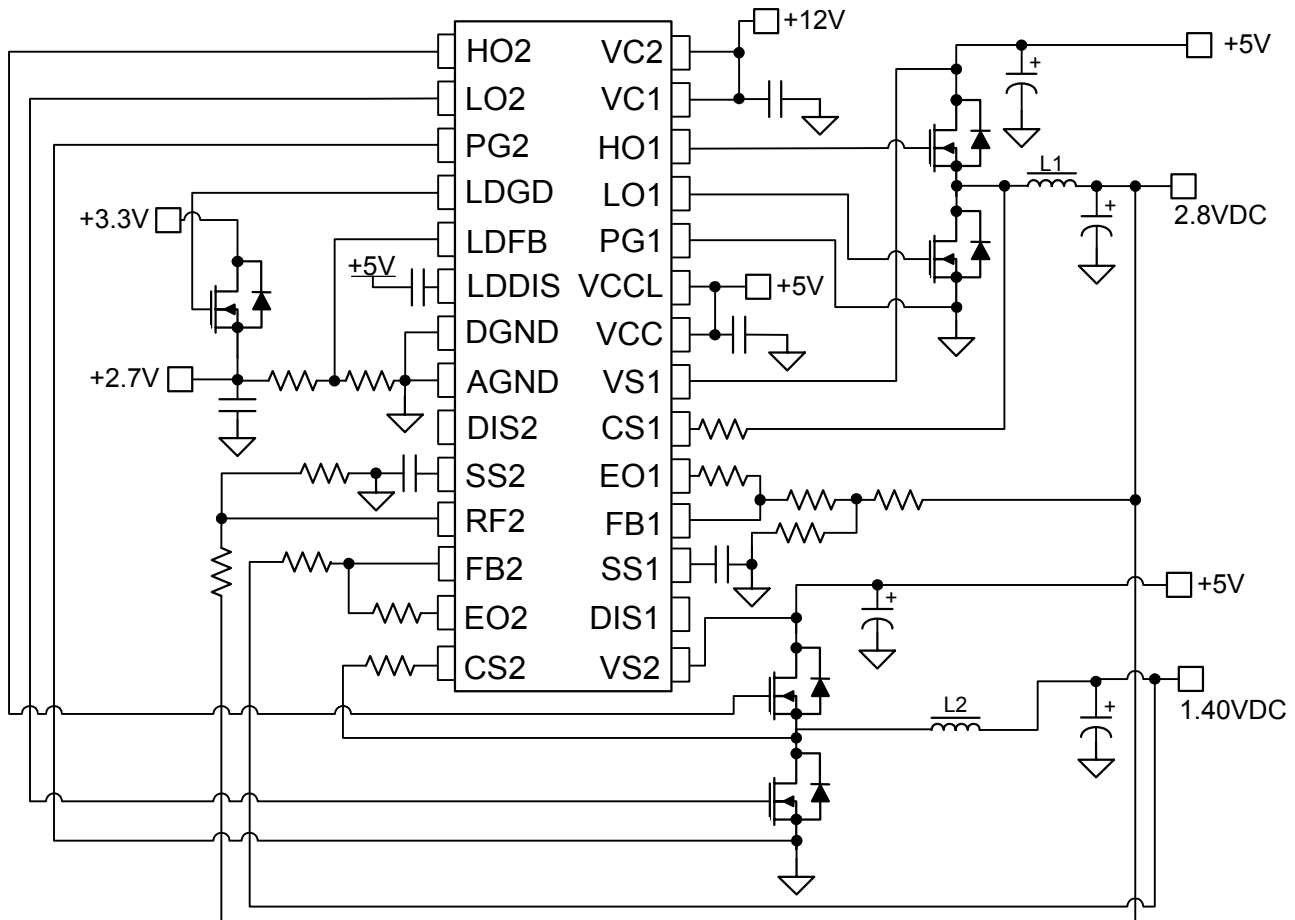 HO2
LO2
PG2
LDGD
LDFB
LDDIS
DGND
AGND
DIS2
SS2
RF2
FB2
EO2
CS2
VC2
VC1
HO1
LO1
PG1
VCCL
VCC
VS1
CS1
EO1
FB1
SS1
DIS1
VS2
+3.3V
+5V
+2.7V
+12V
+5V
+5V
+
L1
+
2.8VDC
+5V
+
L2
+
1.40VDC